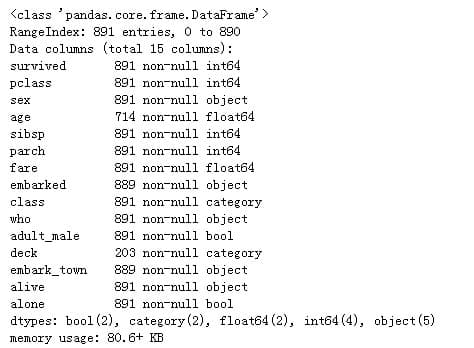 <class 'pandas.core.frame.DataFrame'>
RangeIndex: 891 entries, 0 to 890
Data columns (total 15 columns):
survived       891 non-null int64
pclass         891 non-null int64
sex            891 non-null object
age            714 non-null float64
sibsp          891 non-null int64
parch          891 non-null int64
fare           891 non-null float64
embarked       889 non-null object
class          891 non-null category
who            891 non-null object
adult_male     891 non-null bool
deck           203 non-null category
embark_town    889 non-null object
alive          891 non-null object
alone          891 non-null bool
dtypes: bool(2), category(2), float64(2), int64(4), object(5)
memory usage: 80.6+ KB